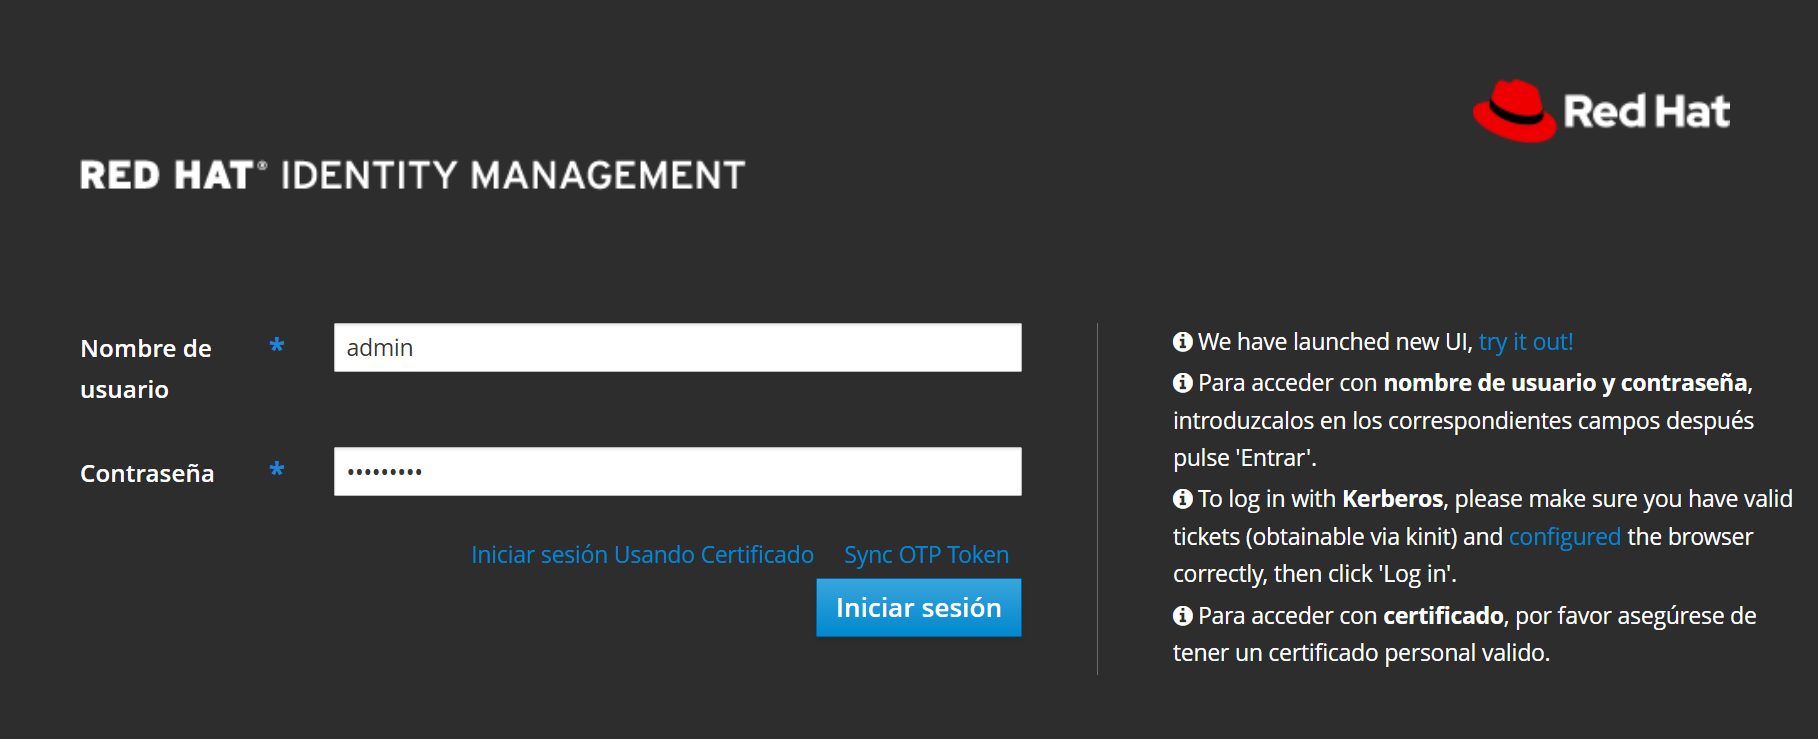 Red Hat
RED HAT® IDENTITY MANAGEMENT
Nombre de
usuario
*
admin
Contraseña
*
•••••••••
Iniciar sesión Usando Certificado
Sync OTP Token
Iniciar sesión
We have launched new UI, try it out!
Para acceder con nombre de usuario y contraseña,
introduzcalos en los correspondientes campos después
pulse 'Entrar'.
To log in with Kerberos, please make sure you have valid
tickets (obtainable via kinit) and configured the browser
correctly, then click 'Log in'.
Para acceder con certificado, por favor asegúrese de
tener un certificado personal valido.